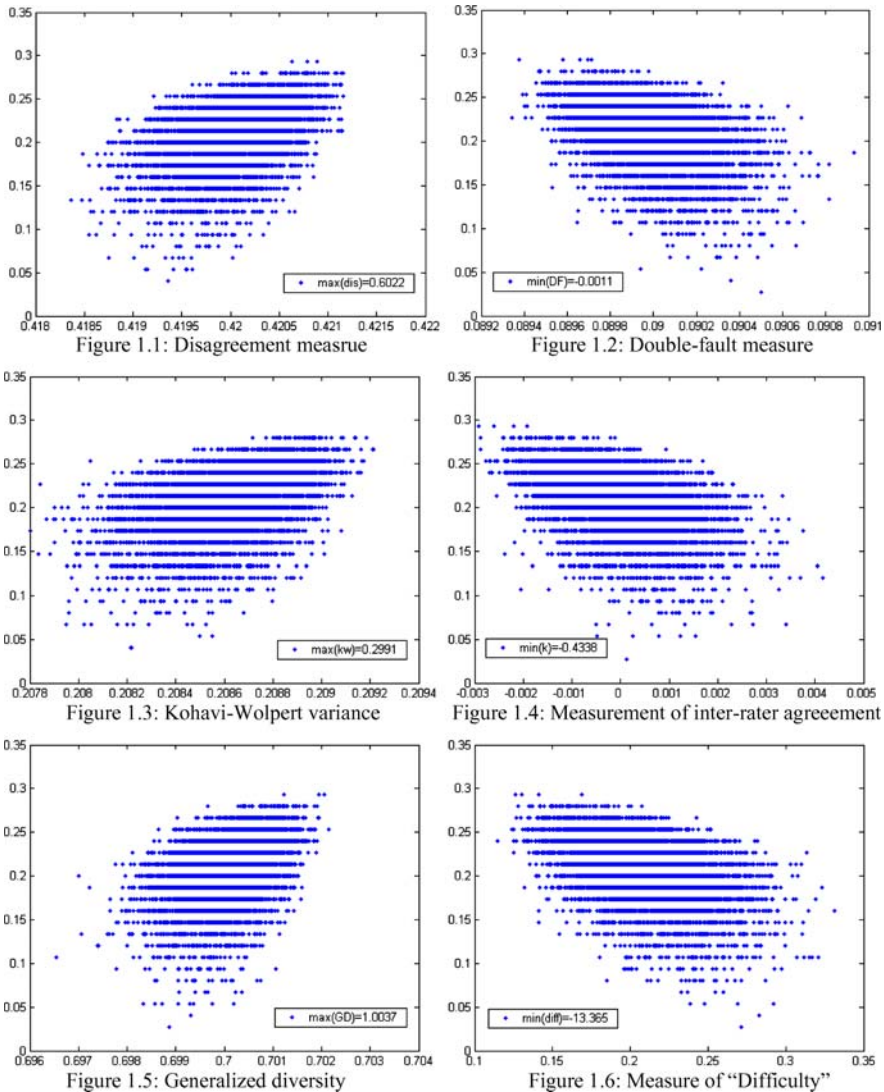 0.35 0.35
0.3 0.3
0.25 0.25
0.2 0.2
0.15 0.15
0.1 0.1
0.05 0.05
max(dis)=0.6022 min(DF)=-0.0011
0 0
0.418 0.4185 0.419 0.4195 0.42 0.4205 0.421 0.4215 0.422 0.0892 0.0894 0.0896 0.0898 0.09 0.0902 0.0904 0.0906 0.0908 0.091
Figure 1.1: Disagreement measrue Figure 1.2: Double-fault measure
0.35 0.35
0.3 0.3
0.25 0.25
0.2 0.2
0.15 0.15
0.1 0.1
0.05 0.05
max(kw)=0.2991 min(k)=-0.4338
0 0
0.2078 0.208 0.2082 0.2084 0.2086 0.2088 0.209 0.2092 0.2094 -0.003 -0.002 -0.001 0 0.001 0.002 0.003 0.004 0.005
Figure 1.3: Kohavi-Wolpert variance Figure 1.4: Measurement of inter-rater agreeement
0.35 0.35
0.3 0.3
0.25 0.25
0.2 0.2
0.15 0.15
0.1 0.1
0.05 0.05
max(GD)=1.0037 min(diff)=-13.365
0 0
0.696 0.697 0.698 0.699 0.7 0.701 0.702 0.703 0.704 0.1 0.15 0.2 0.25 0.3 0.35
Figure 1.5: Generalized diversity Figure 1.6: Measure of “Difficulty”